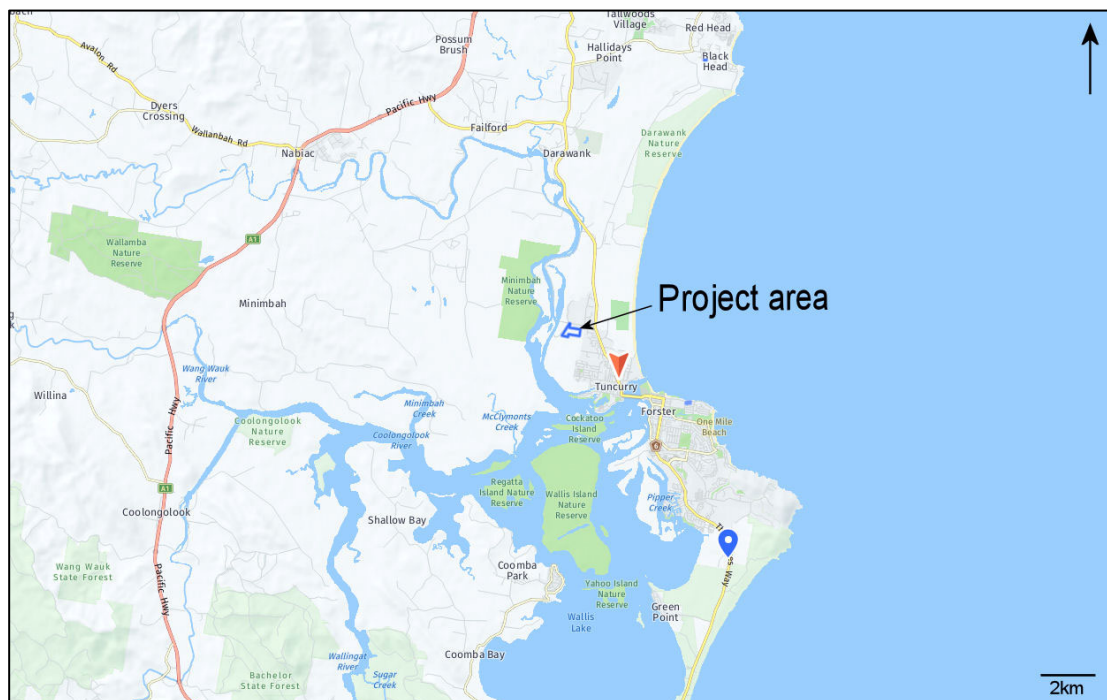 Tallwoods
Village
Red Head
Possum
Brush
Hallidays
Point
Black
Head
Avalon Rd
Dyers
Crossing
Pacific Hwy
Wallanbah Rd
Failford
Darawank
Nature
Reserve
Nabiac
Darawank
Wallamba
Nature
Reserve
A1
Minimbah
Nature
Reserve
Minimbah
Project area
Wang Wauk
River
Willina
Tuncurry
Minimbah
Creek
McClymonts
Creek
Cockatoo
Island
Reserve
Forster
One Mile
Beach
Pacific Hwy
Coolongolook
Nature
Reserve
Coolongolook
River
6
A1
Regatta
Island Nature
Reserve
Wallis Island
Nature
Reserve
Pipper
Creek
Coolongolook
Shallow Bay
Wang Wauk
State Forest
Pacific Hwy
Coomba
Park
Yahoo Island
Nature
Reserve
Way
Green
Point
Wallis
Lake
Wallingat
River
Coomba Bay
Bachelor
State Forest
Sugar
Creek
2km